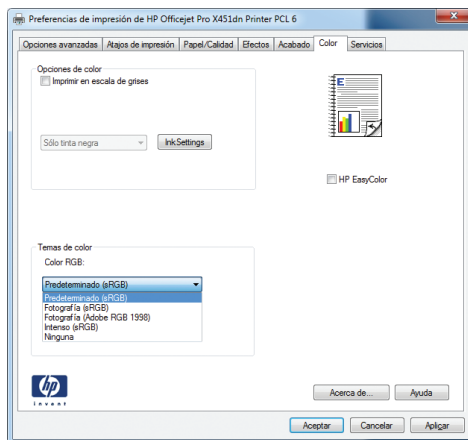 Preferencias de impresión de HP Officejet Pro X451dn Printer PCL 6
Opciones avanzadas Atajos de impresión Papel/Calidad Efectos Acabado Color Servicios
Opciones de color
Imprimir en escala de grises
Sólo tinta negra InkSettings
E
HP EasyColor
Temas de color
Color RGB:
Predeterminado (sRGB)
Predeterminado (sRGB)
Fotografía (sRGB)
Fotografía (Adobe RGB 1998)
Intenso (sRGB)
Ninguna
hp
invent
Acerca de... Ayuda
Aceptar Cancelar Aplicar